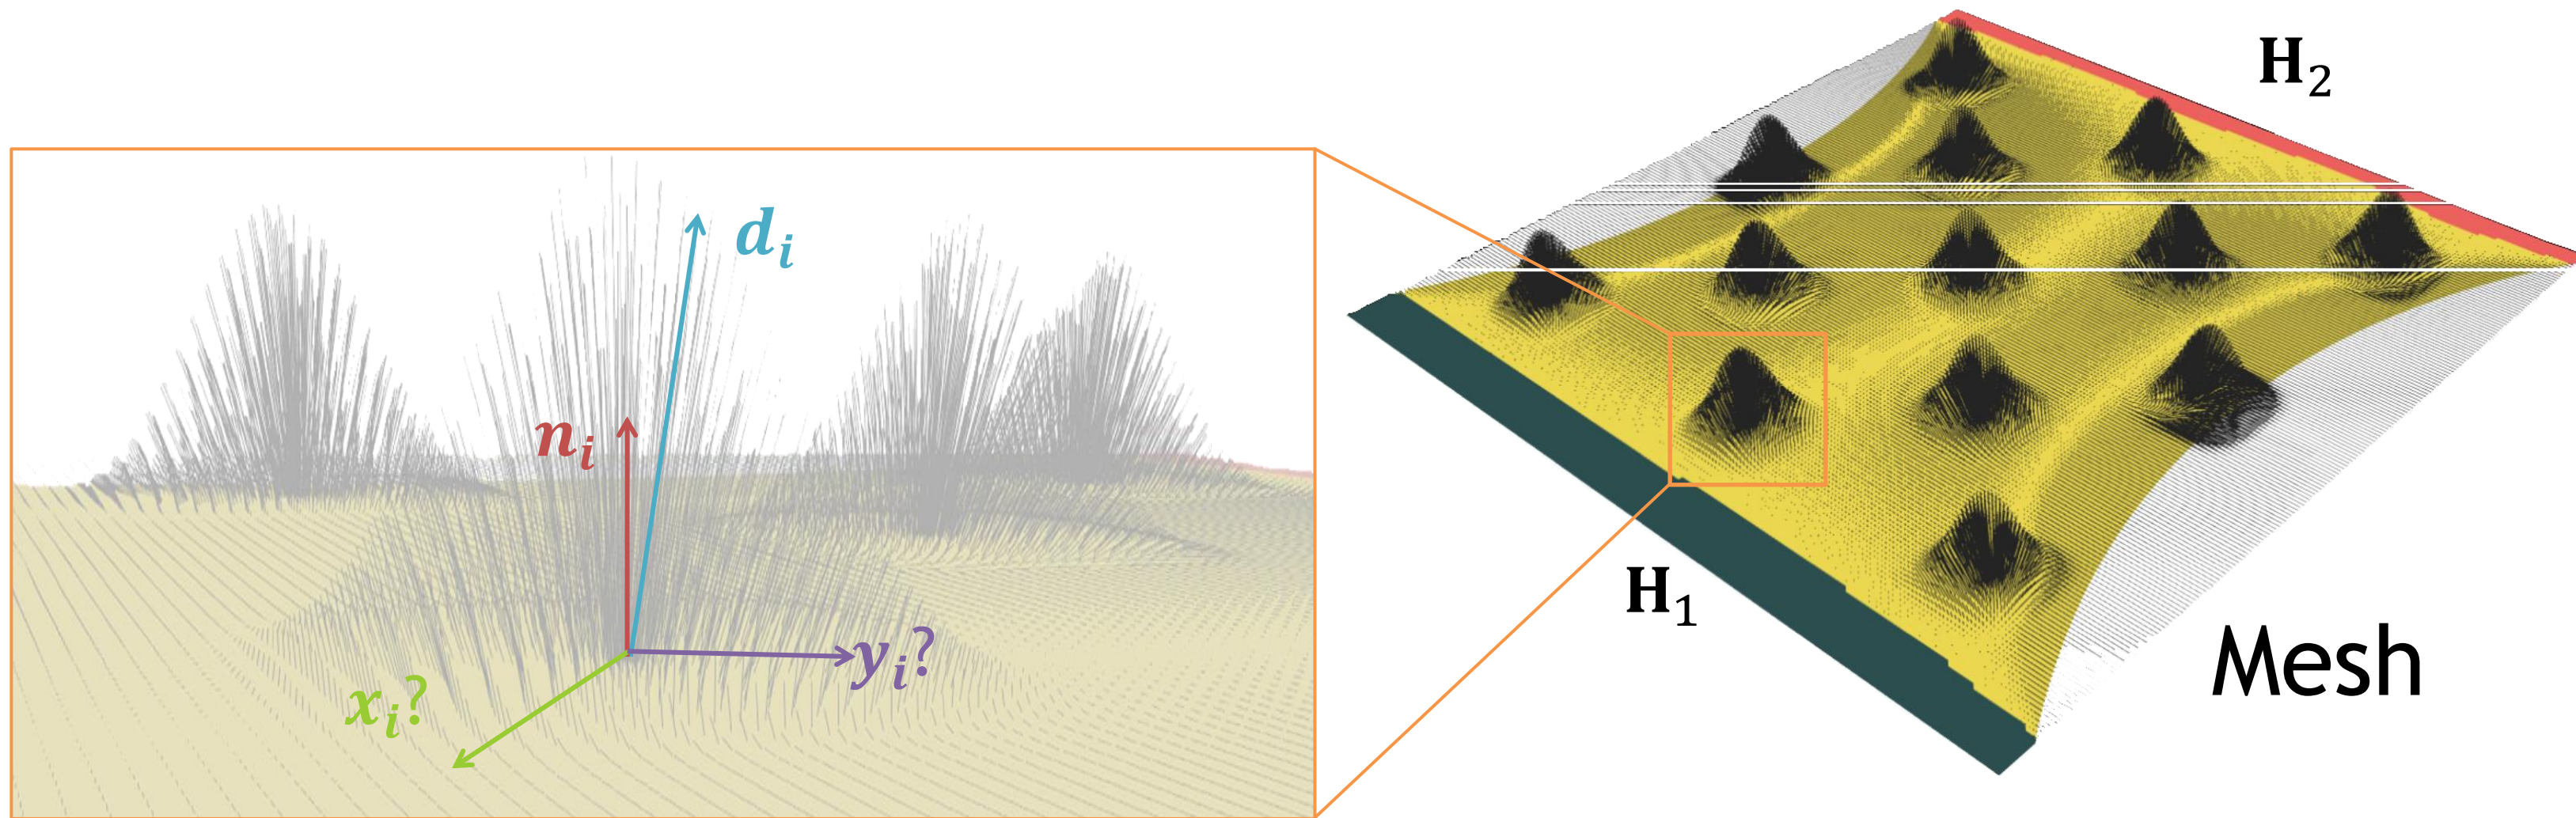 H₂
dᵢ
nᵢ
H₁
yᵢ?
xᵢ?
Mesh